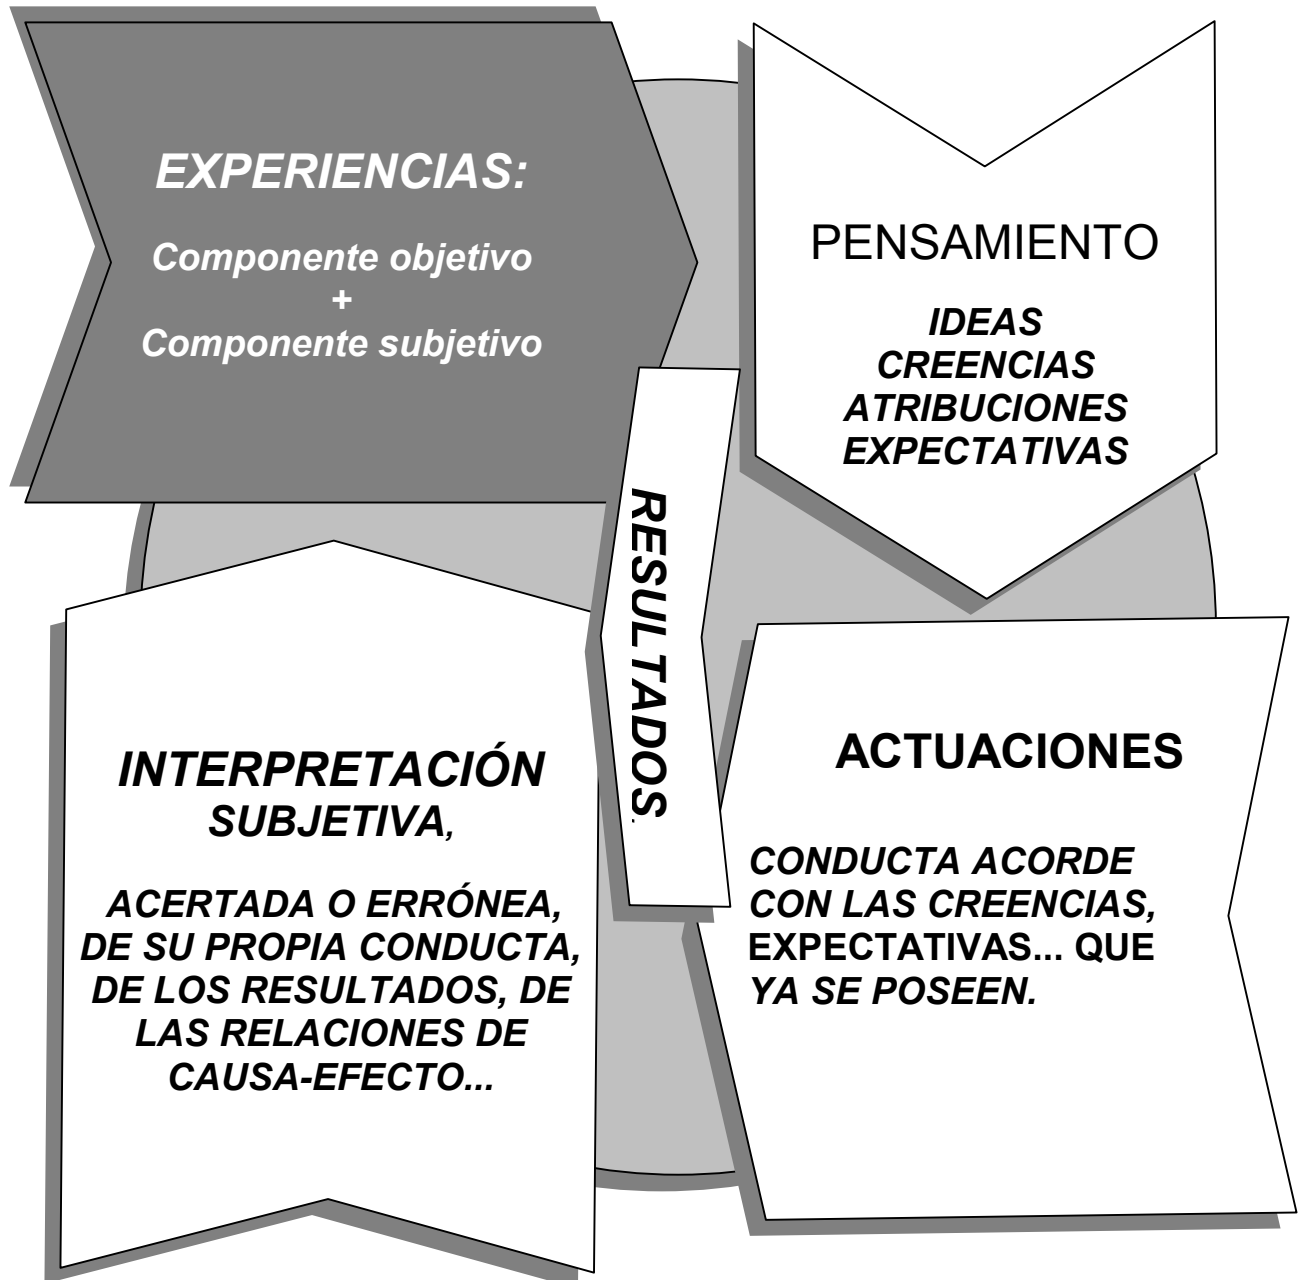 EXPERIENCIAS:
Componente objetivo
+
Componente subjetivo
PENSAMIENTO
IDEAS
CREENCIAS
ATRIBUCIONES
EXPECTATIVAS
ACTUACIONES
CONDUCTA ACORDE
CON LAS CREENCIAS,
EXPECTATIVAS... QUE
YA SE POSEEN.
RESULTADOS.
INTERPRETACIÓN
SUBJETIVA,
ACERTADA O ERRÓNEA,
DE SU PROPIA CONDUCTA,
DE LOS RESULTADOS, DE
LAS RELACIONES DE
CAUSA-EFECTO...